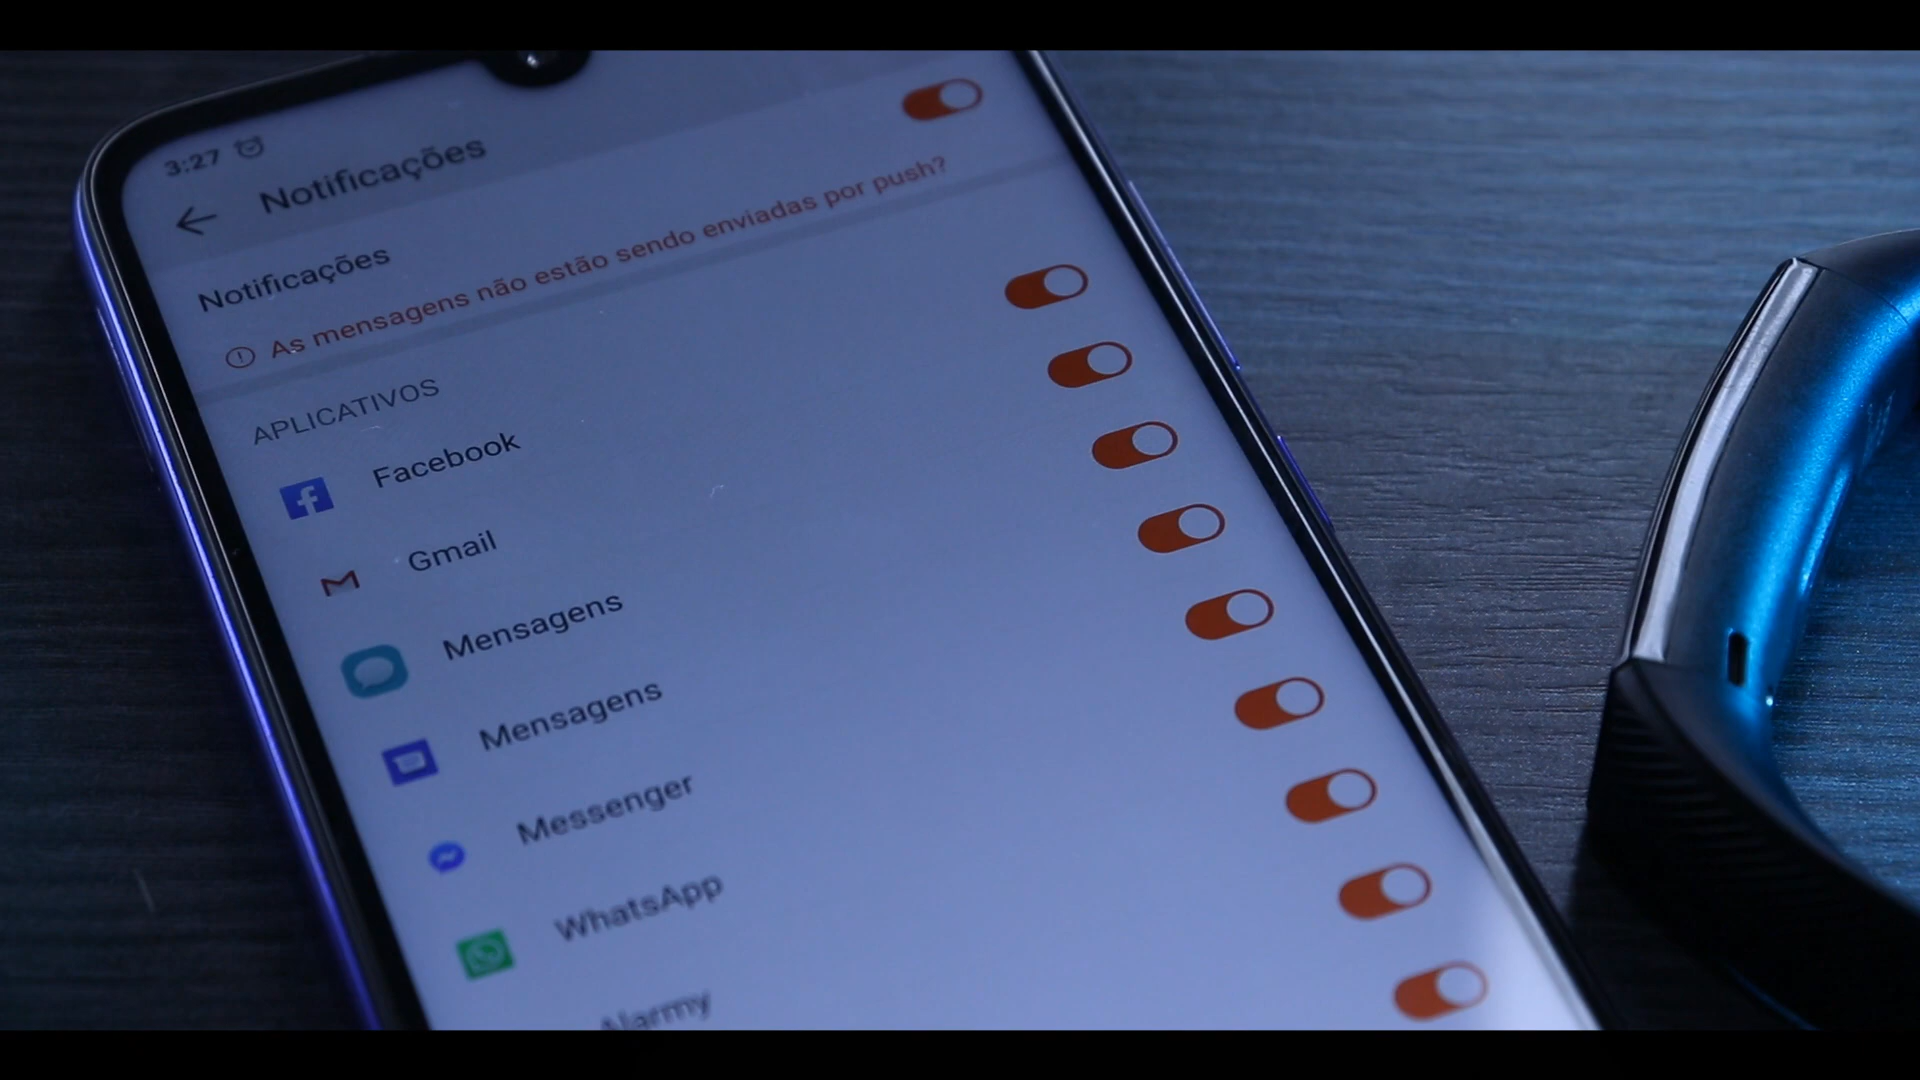 3:27
Notificações
Notificações
As mensagens não estão sendo enviadas por push?
APLICATIVOS
Facebook
Gmail
Mensagens
Mensagens
Messenger
WhatsApp
Alarmy